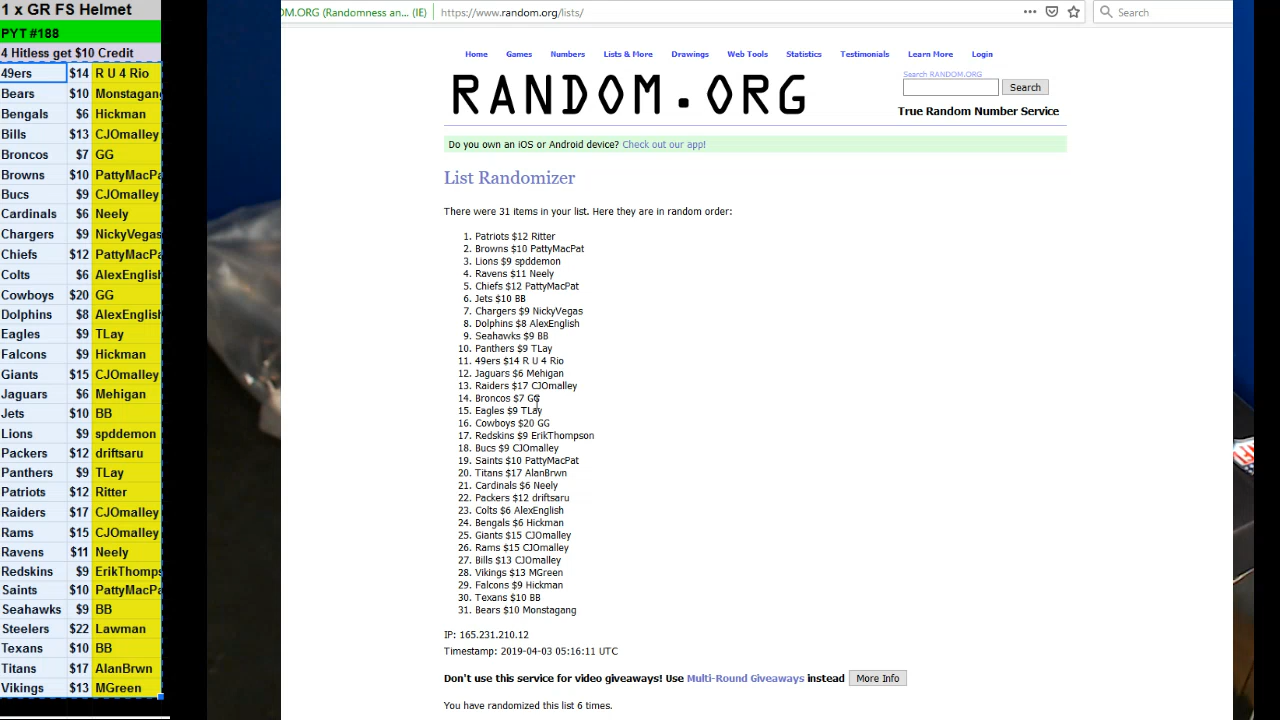 1 x GR FS Helmet
PYT #188
4 Hitless get $10 Credit
49ers $14 R U 4 Rio
Bears $10 Monstagang
Bengals $6 Hickman
Bills $13 CJOmalley
Broncos $7 GG
Browns $10 PattyMacPa
Bucs $9 CJOmalley
Cardinals $6 Neely
Chargers $9 NickyVegas
Chiefs $12 PattyMacPa
Colts $6 AlexEnglish
Cowboys $20 GG
Dolphins $8 AlexEnglish
Eagles $9 TLay
Falcons $9 Hickman
Giants $15 CJOmalley
Jaguars $6 Mehigan
Jets $10 BB
Lions $9 spddemon
Packers $12 driftsaru
Panthers $9 TLay
Patriots $12 Ritter
Raiders $17 CJOmalley
Rams $15 CJOmalley
Ravens $11 Neely
Redskins $9 ErikThomps
Saints $10 PattyMacPa
Seahawks $9 BB
Steelers $22 Lawman
Texans $10 BB
Titans $17 AlanBrwn
Vikings $13 MGreen
OM.ORG (Randomness an... (IE) https://www.random.org/lists/ Search
Home Games Numbers Lists & More Drawings Web Tools Statistics Testimonials Learn More Login
RANDOM.ORG
Search RANDOM.ORG
Search
True Random Number Service
Do you own an iOS or Android device? Check out our app!
List Randomizer
There were 31 items in your list. Here they are in random order:
1. Patriots $12 Ritter
2. Browns $10 PattyMacPat
3. Lions $9 spddemon
4. Ravens $11 Neely
5. Chiefs $12 PattyMacPat
6. Jets $10 BB
7. Chargers $9 NickyVegas
8. Dolphins $8 AlexEnglish
9. Seahawks $9 BB
10. Panthers $9 TLay
11. 49ers $14 R U 4 Rio
12. Jaguars $6 Mehigan
13. Raiders $17 CJOmalley
14. Broncos $7 GG
15. Eagles $9 TLay
16. Cowboys $20 GG
17. Redskins $9 ErikThompson
18. Bucs $9 CJOmalley
19. Saints $10 PattyMacPat
20. Titans $17 AlanBrwn
21. Cardinals $6 Neely
22. Packers $12 driftsaru
23. Colts $6 AlexEnglish
24. Bengals $6 Hickman
25. Giants $15 CJOmalley
26. Rams $15 CJOmalley
27. Bills $13 CJOmalley
28. Vikings $13 MGreen
29. Falcons $9 Hickman
30. Texans $10 BB
31. Bears $10 Monstagang
IP: 165.231.210.12
Timestamp: 2019-04-03 05:16:11 UTC
Don't use this service for video giveaways! Use Multi-Round Giveaways instead More Info
You have randomized this list 6 times.